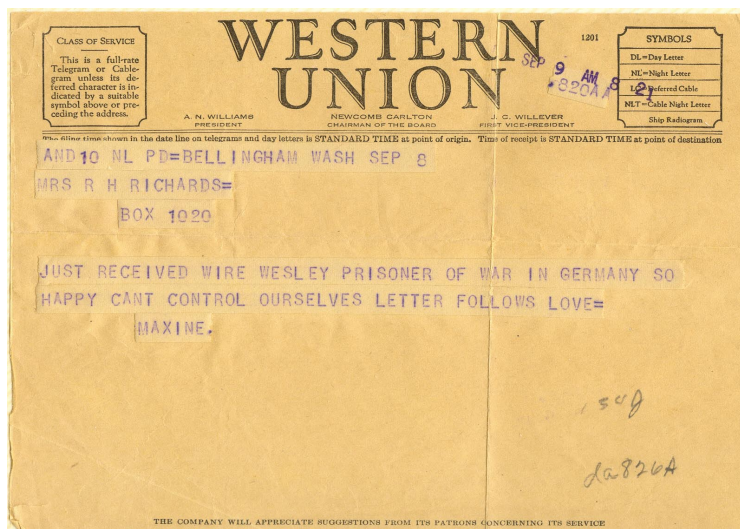 CLASS OF SERVICE
This is a full-rate
Telegram or Cable-
gram unless its de-
ferred character is in-
dicated by a suitable
symbol above or pre-
ceding the address.
WESTERN
UNION
1201
A. N. WILLIAMS
PRESIDENT
NEWCOMB CARLTON
CHAIRMAN OF THE BOARD
J. C. WILLEVER
FIRST VICE-PRESIDENT
SEP 9 AM 8 21
820A
SYMBOLS
DL=Day Letter
NL=Night Letter
LC=Deferred Cable
NLT=Cable Night Letter
Ship Radiogram
The filing time shown in the date line on telegrams and day letters is STANDARD TIME at point of origin. Time of receipt is STANDARD TIME at point of destination
AND10 NL PD=BELLINGHAM WASH SEP 8
MRS R H RICHARDS=
BOX 1020
JUST RECEIVED WIRE WESLEY PRISONER OF WAR IN GERMANY SO
HAPPY CANT CONTROL OURSELVES LETTER FOLLOWS LOVE=
MAXINE.
da826A
THE COMPANY WILL APPRECIATE SUGGESTIONS FROM ITS PATRONS CONCERNING ITS SERVICE